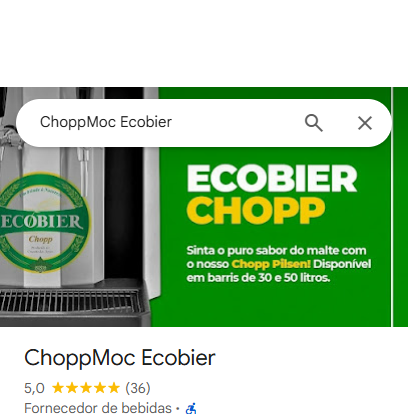 ChoppMoc Ecobier
ECOBIER
CHOPP
ECOBIER
Chopp
Sinta o puro sabor do malte com
o nosso Chopp Pilsen! Disponível
em barris de 30 e 50 litros.
ChoppMoc Ecobier
5,0 (36)
Fornecedor de bebidas ·